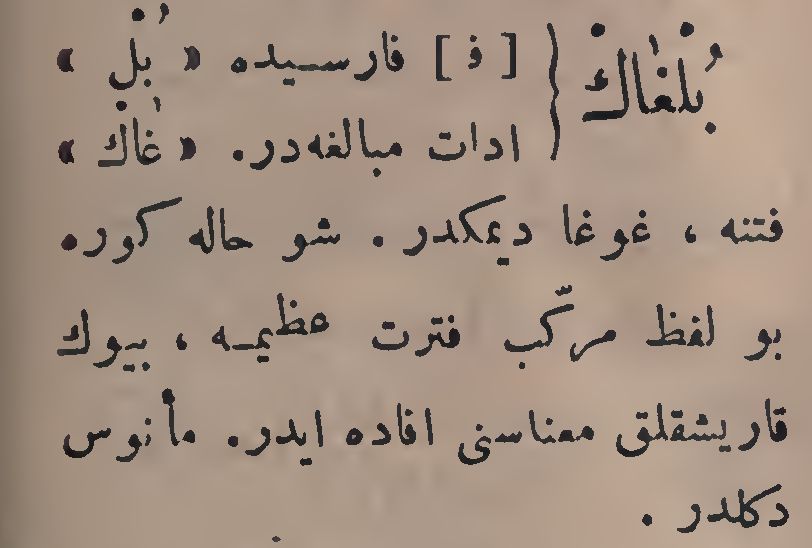 بُلغاك { [ ف ] فارسیده « بُل »
ادات مبالغه‌در. « غاك »
فتنه ، غوغا دیمکدر. شو حاله كوره
بو لفظ مركّب فترت عظیمه ، بیوك
قاریشقلق معناسنی افاده ایدر. مأنوس
دكلدر .